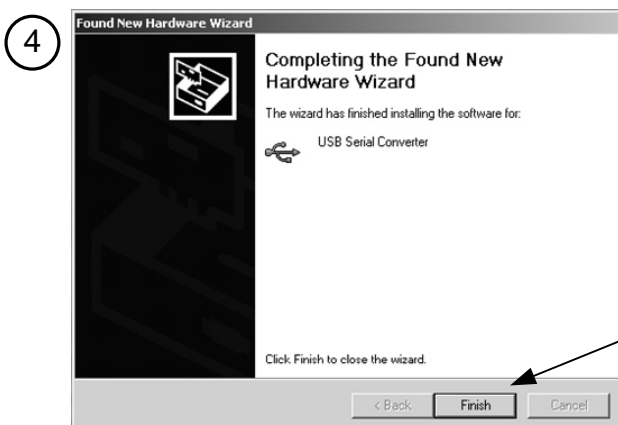 4
Found New Hardware Wizard
Completing the Found New
Hardware Wizard
The wizard has finished installing the software for:
USB Serial Converter
Click Finish to close the wizard.
< Back
Finish
Cancel